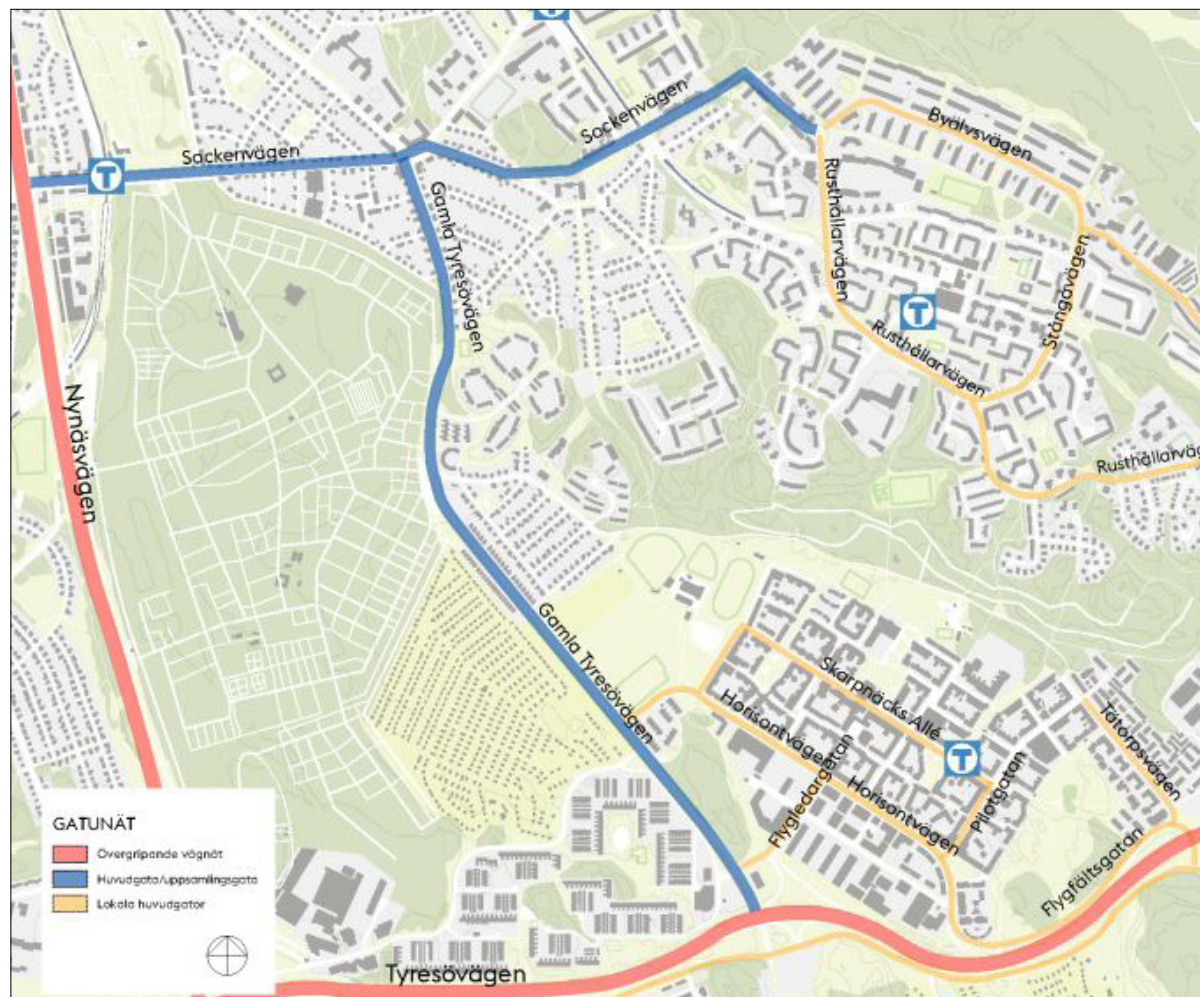 T
Sockenvägen
Byälvsvägen
Sockenvägen
T
Rusthållarvägen
Gamla Tyresövägen
Stångåvägen
T
Rusthållarvägen
Nynäsvägen
Rusthållarväg
Gamla Tyresövägen
Skarpnäcks Allé
Horisontvägen
Tätorpsvägen
T
Flygledargatan
Pilotgatan
Horisontvägen
GATUNÄT
Övergripande vägnät
Huvudgata/uppsamlingsgata
Lokala huvudgator
Flygfältsgatan
Tyresövägen